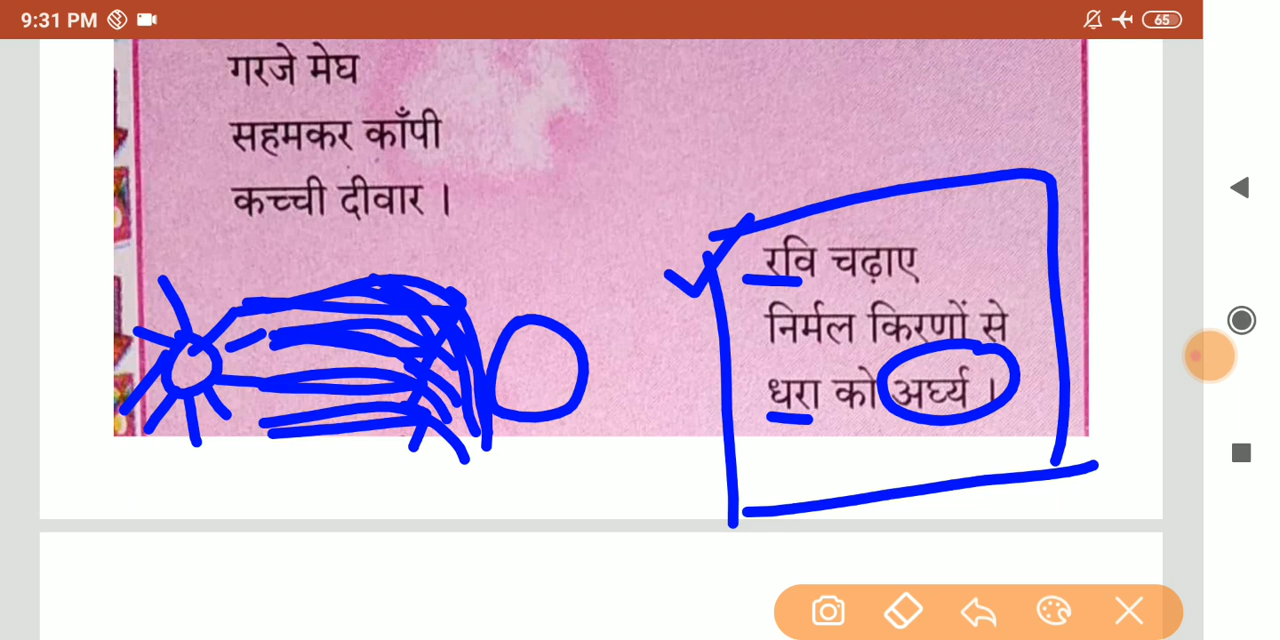 9:31 PM
65
गरजे मेघ
सहमकर काँपी
कच्ची दीवार ।
रवि चढ़ाए
निर्मल किरणों से
धरा को अर्घ्य ।